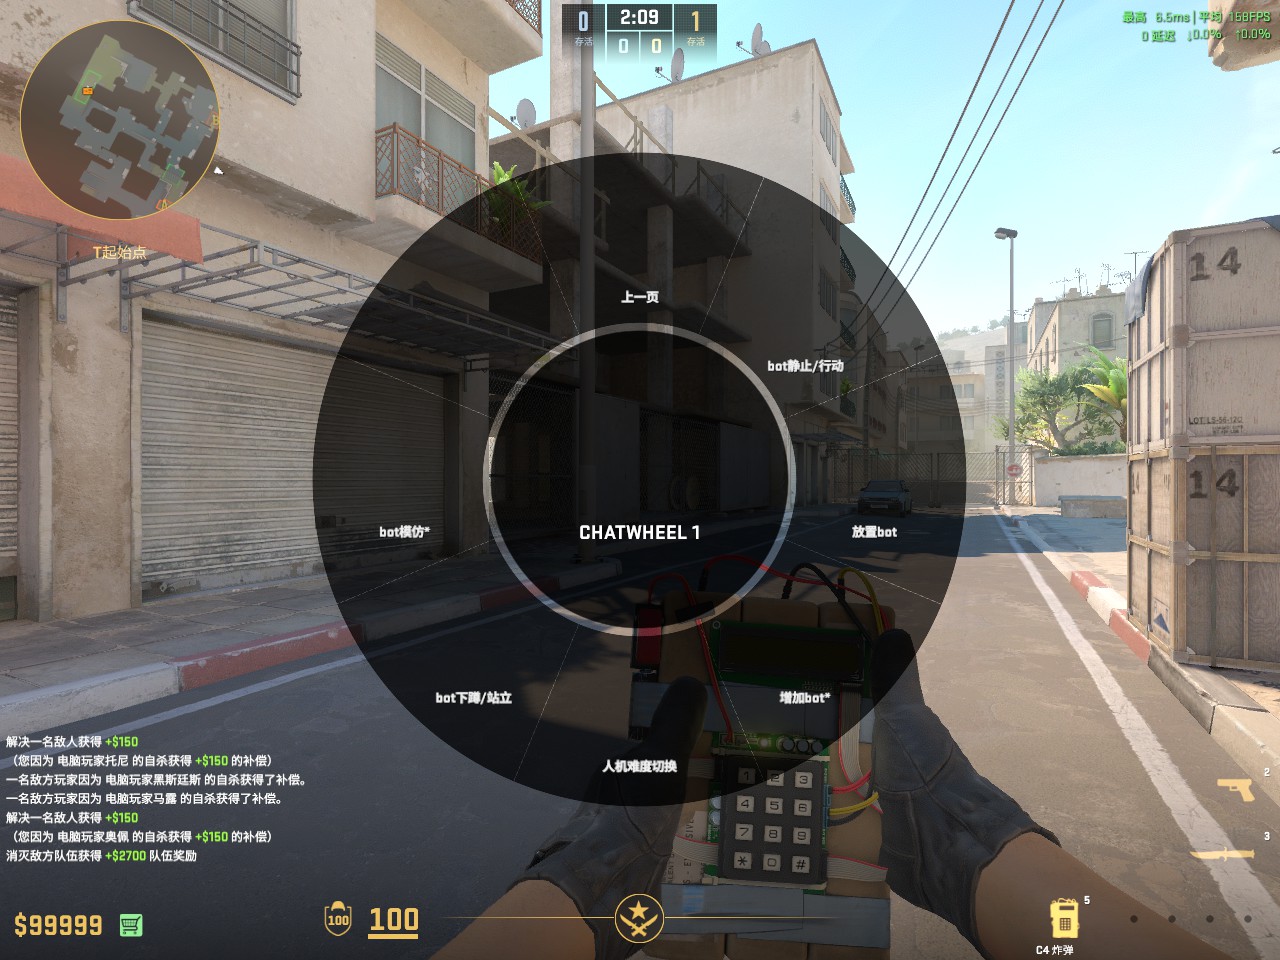 0
2:09
1
存活
0
0
存活
最高 6.5ms | 平均 158FPS
0 延迟 ↓0.0% ↑0.0%
B
A
T起始点
14
14
上一页
bot静止/行动
bot模仿*
CHATWHEEL 1
放置bot
bot下蹲/站立
增加bot*
人机难度切换
1 2 3
4 5 6
7 8 9
* 0 #
解决一名敌人获得 +$150
（您因为 电脑玩家托尼 的自杀获得 +$150 的补偿）
一名敌方玩家因为 电脑玩家黑斯廷斯 的自杀获得了补偿。
一名敌方玩家因为 电脑玩家马露 的自杀获得了补偿。
解决一名敌人获得 +$150
（您因为 电脑玩家奥佩 的自杀获得 +$150 的补偿）
消灭敌方队伍获得 +$2700 队伍奖励
2
3
5
$99999
100
100
C4 炸弹